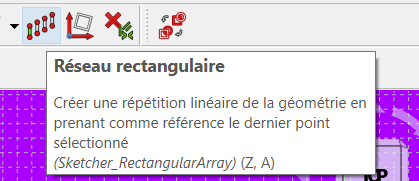 Réseau rectangulaire
Créer une répétition linéaire de la géométrie en
prenant comme référence le dernier point
sélectionné
(Sketcher_RectangularArray) (Z, A)